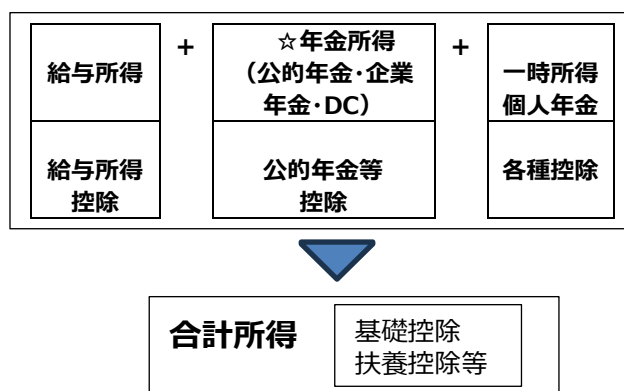 給与所得
+
☆年金所得
（公的年金･企業
年金･DC）
+
一時所得
個人年金
給与所得
控除
公的年金等
控除
各種控除
合計所得
基礎控除
扶養控除等